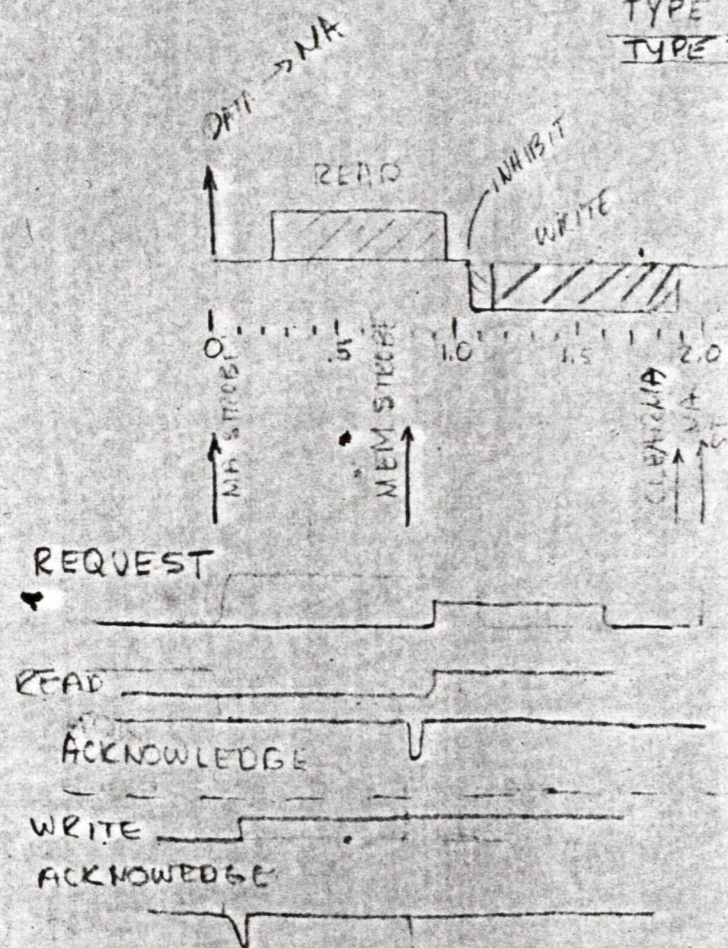 TYPE
TYPE
DATA → MA
READ
INHIBIT
WRITE
0 .5 1.0 1.5 2.0
MA STROBE
MEM STROBE
CLEAR
MA
REQUEST
READ
ACKNOWLEDGE
WRITE
ACKNOWEDGE